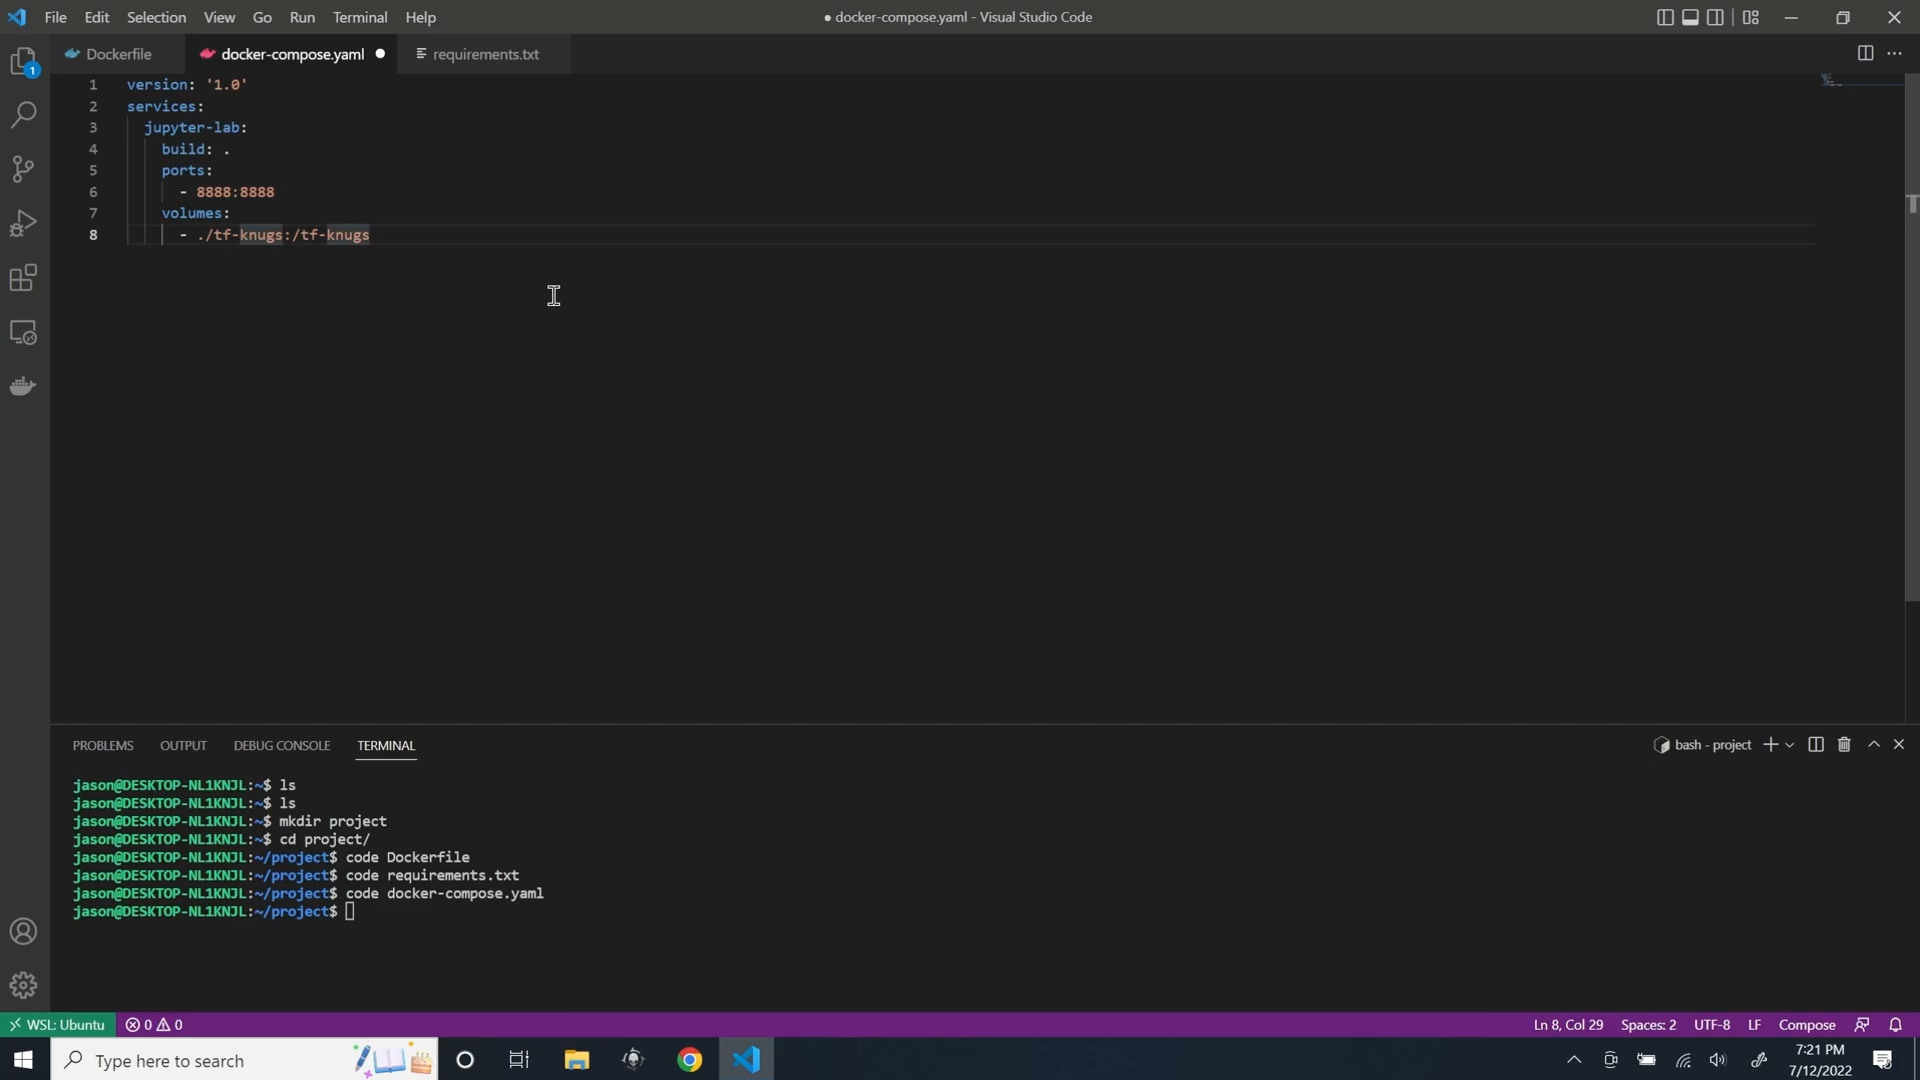 File Edit Selection View Go Run Terminal Help
● docker-compose.yaml - Visual Studio Code
Dockerfile
docker-compose.yaml
requirements.txt
1
1 version: '1.0'
2 services:
3 jupyter-lab:
4 build: .
5 ports:
6 - 8888:8888
7 volumes:
8 - ./tf-knugs:/tf-knugs
PROBLEMS OUTPUT DEBUG CONSOLE TERMINAL
bash - project
jason@DESKTOP-NL1KNJL:~$ ls
jason@DESKTOP-NL1KNJL:~$ ls
jason@DESKTOP-NL1KNJL:~$ mkdir project
jason@DESKTOP-NL1KNJL:~$ cd project/
jason@DESKTOP-NL1KNJL:~/project$ code Dockerfile
jason@DESKTOP-NL1KNJL:~/project$ code requirements.txt
jason@DESKTOP-NL1KNJL:~/project$ code docker-compose.yaml
jason@DESKTOP-NL1KNJL:~/project$
WSL: Ubuntu 0 0 Ln 8, Col 29 Spaces: 2 UTF-8 LF Compose
Type here to search
7:21 PM
7/12/2022